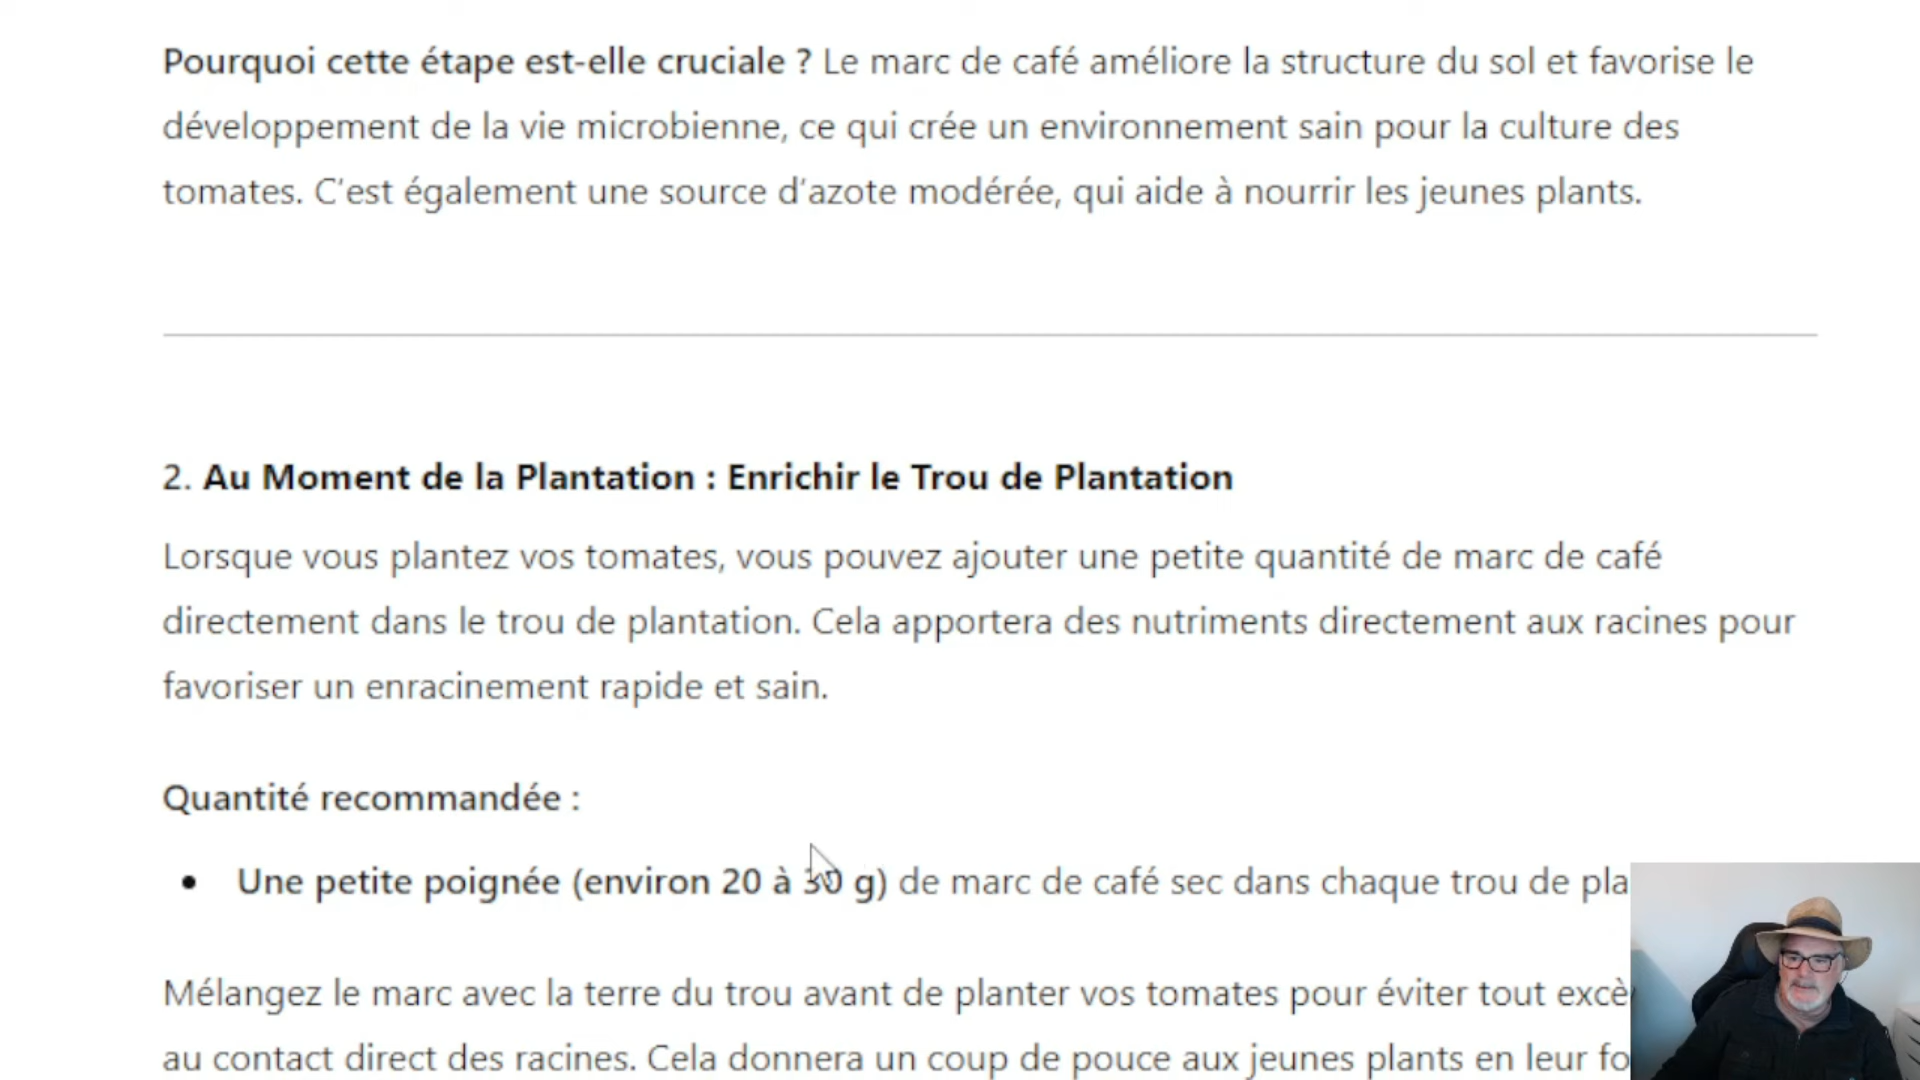 Pourquoi cette étape est-elle cruciale ? Le marc de café améliore la structure du sol et favorise le
développement de la vie microbienne, ce qui crée un environnement sain pour la culture des
tomates. C’est également une source d’azote modérée, qui aide à nourrir les jeunes plants.
2. Au Moment de la Plantation : Enrichir le Trou de Plantation
Lorsque vous plantez vos tomates, vous pouvez ajouter une petite quantité de marc de café
directement dans le trou de plantation. Cela apportera des nutriments directement aux racines pour
favoriser un enracinement rapide et sain.
Quantité recommandée :
• Une petite poignée (environ 20 à 30 g) de marc de café sec dans chaque trou de pla
Mélangez le marc avec la terre du trou avant de planter vos tomates pour éviter tout excè
au contact direct des racines. Cela donnera un coup de pouce aux jeunes plants en leur fo